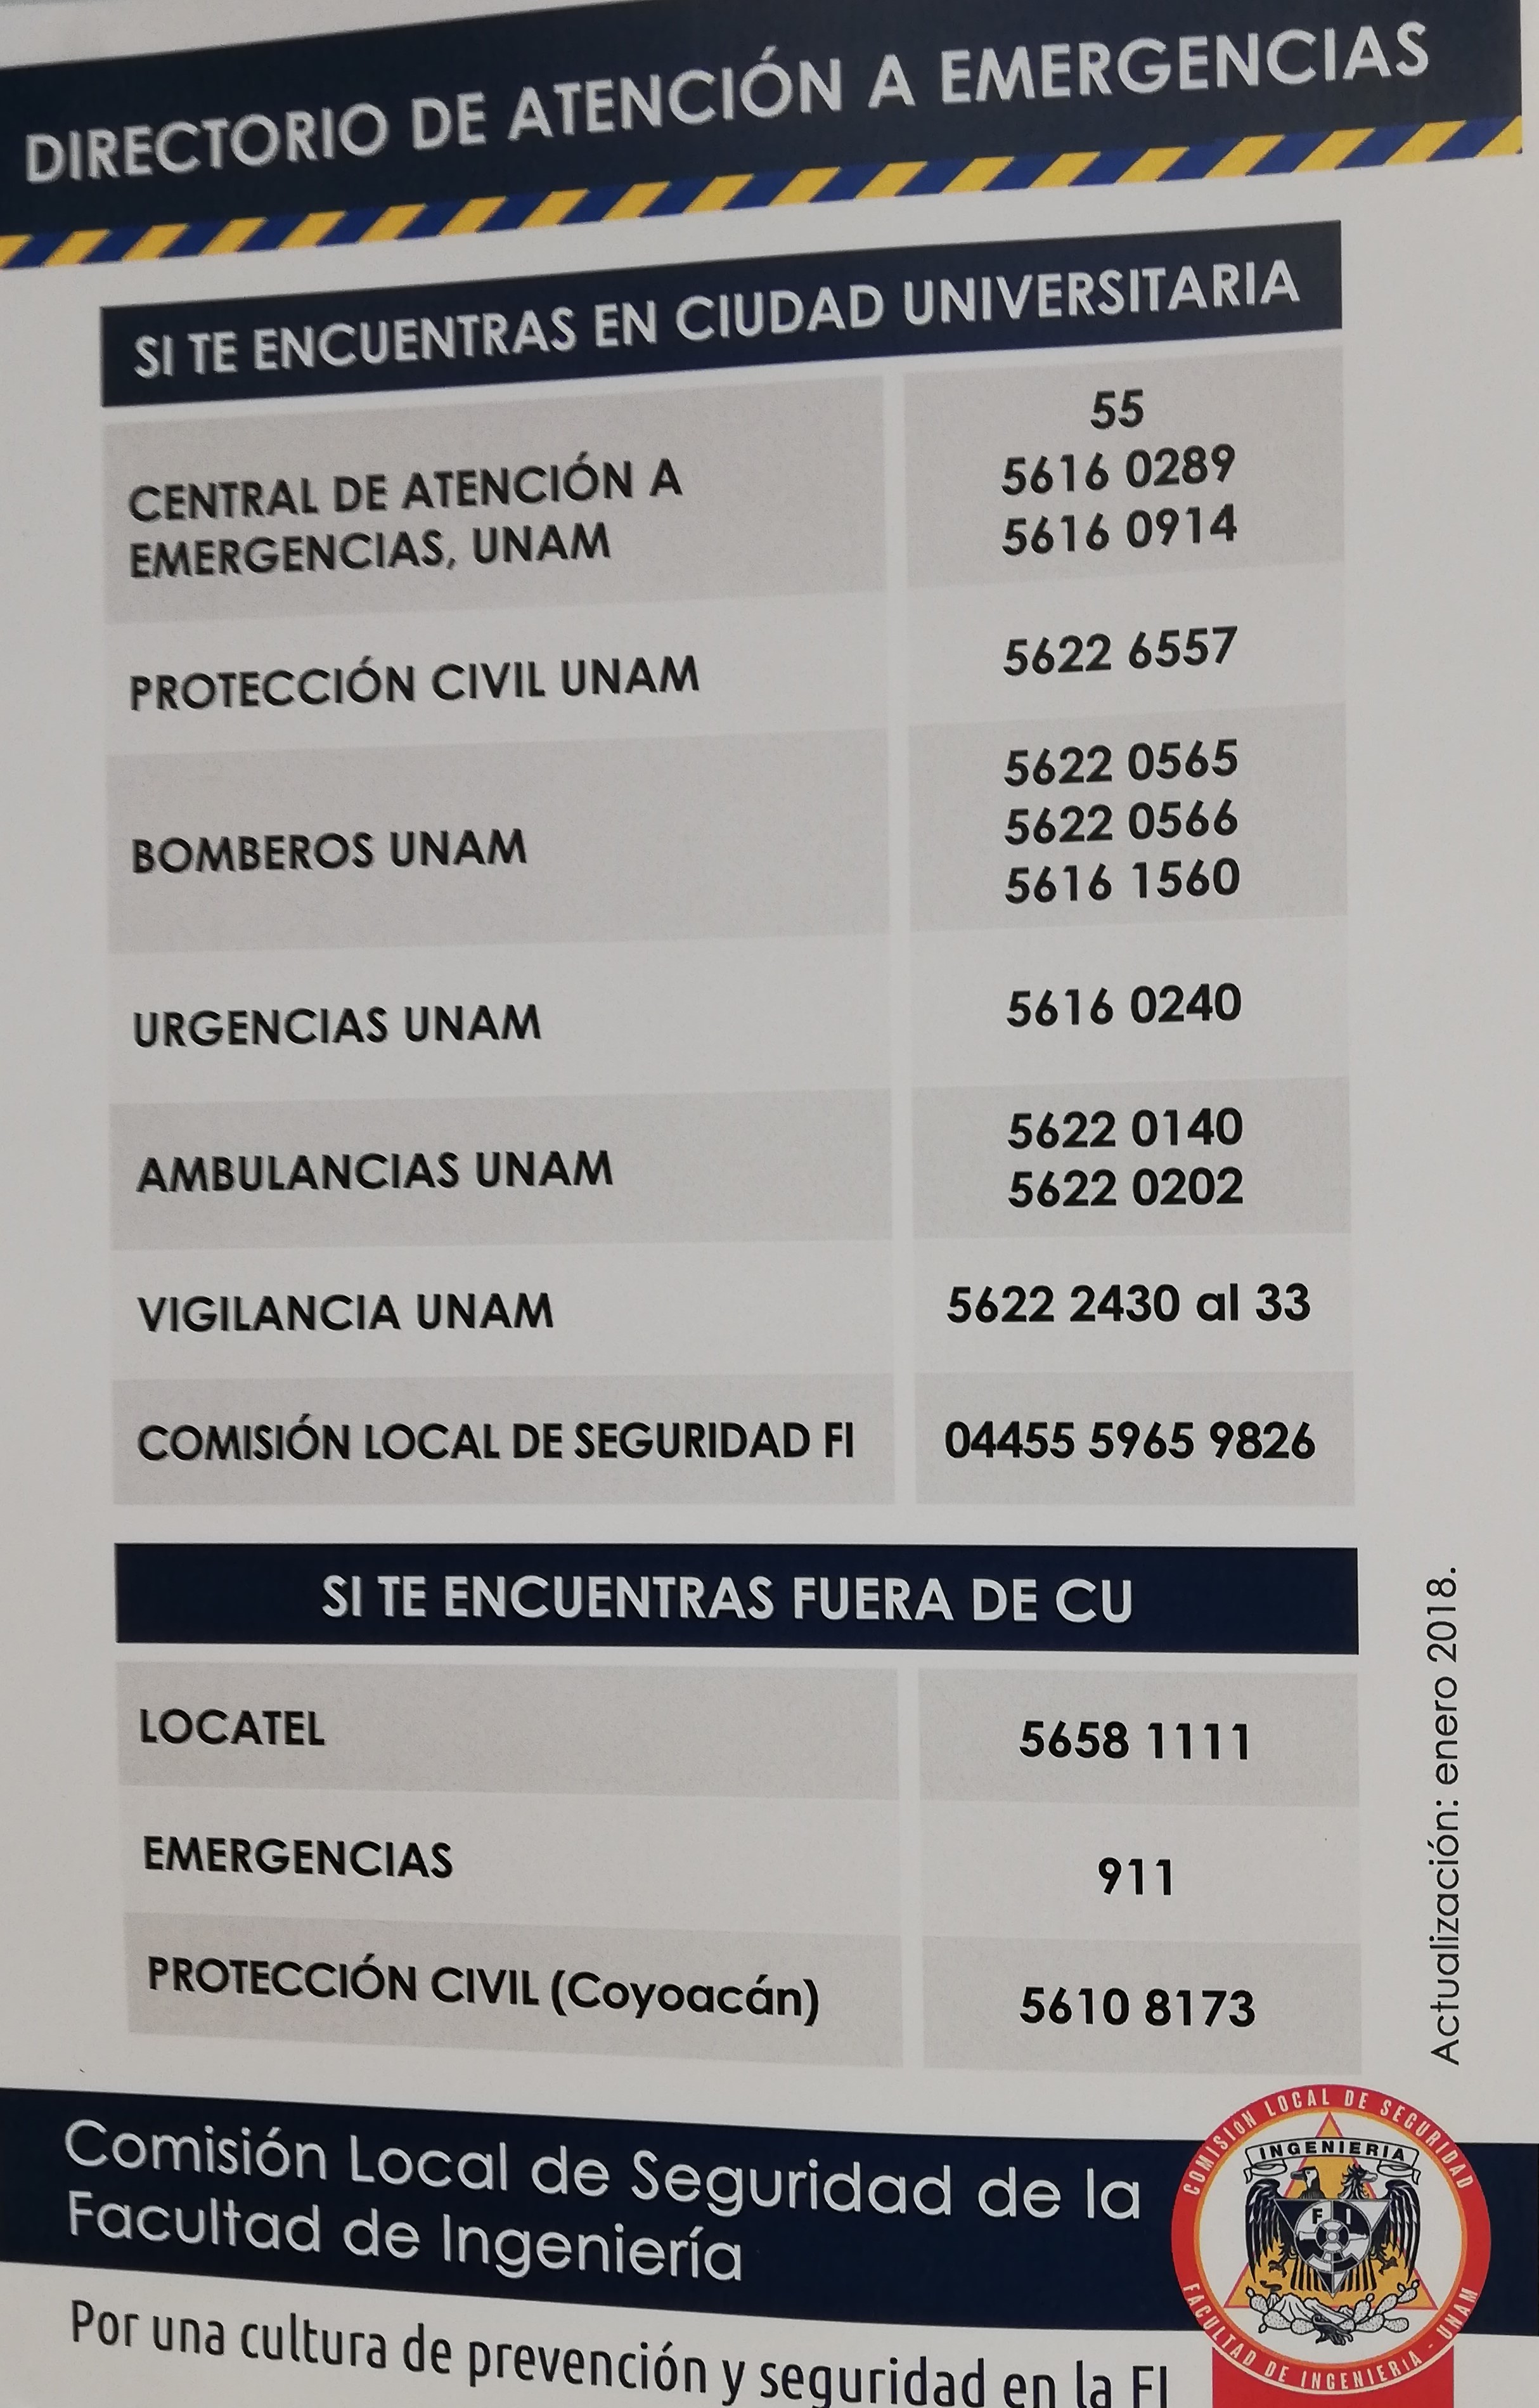 DIRECTORIO DE ATENCIÓN A EMERGENCIAS
SI TE ENCUENTRAS EN CIUDAD UNIVERSITARIA
CENTRAL DE ATENCIÓN A
EMERGENCIAS, UNAM
55
5616 0289
5616 0914
PROTECCIÓN CIVIL UNAM
5622 6557
BOMBEROS UNAM
5622 0565
5622 0566
5616 1560
URGENCIAS UNAM
5616 0240
AMBULANCIAS UNAM
5622 0140
5622 0202
VIGILANCIA UNAM
5622 2430 al 33
COMISIÓN LOCAL DE SEGURIDAD FI
04455 5965 9826
SI TE ENCUENTRAS FUERA DE CU
LOCATEL
5658 1111
EMERGENCIAS
911
PROTECCIÓN CIVIL (Coyoacán)
5610 8173
Actualización: enero 2018.
Comisión Local de Seguridad de la
Facultad de Ingeniería
Por una cultura de prevención y seguridad en la FI
COMISIÓN LOCAL DE SEGURIDAD
INGENIERIA
F I
FACULTAD DE INGENIERIA - UNAM